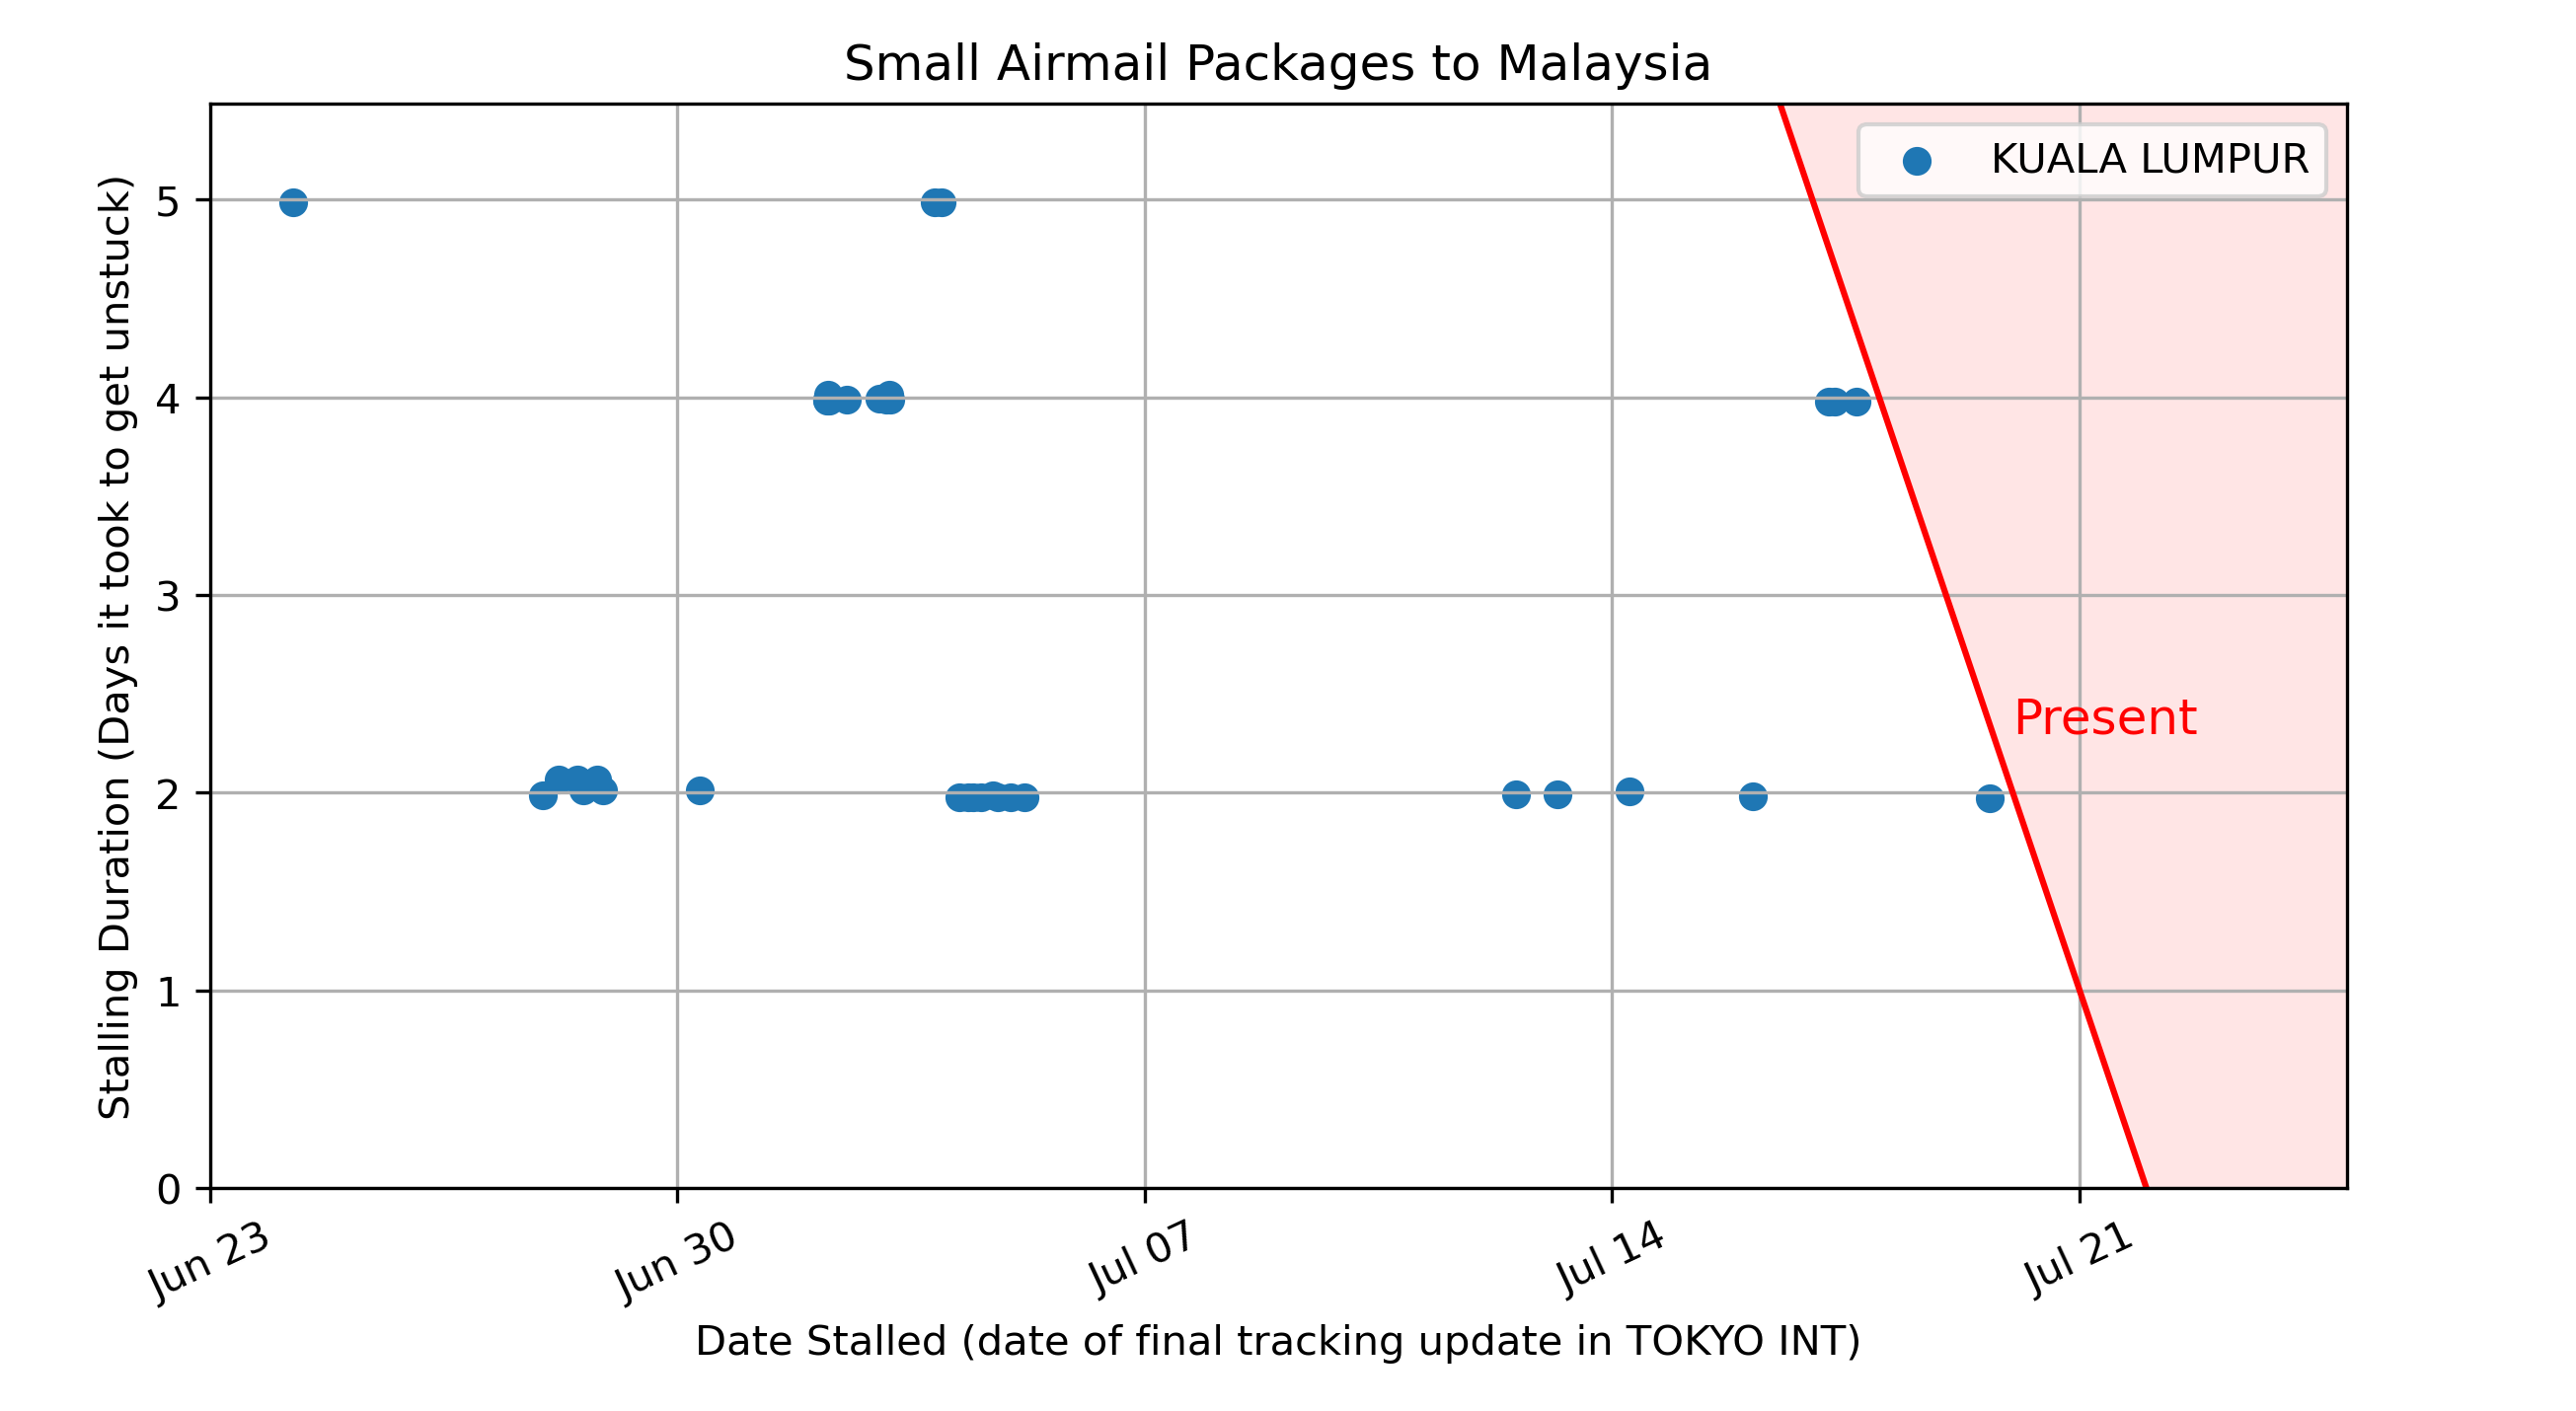 Small Airmail Packages to Malaysia
KUALA LUMPUR
Stalling Duration (Days it took to get unstuck)
5
4
3
2
1
0
Present
Jun 23
Jun 30
Jul 07
Jul 14
Jul 21
Date Stalled (date of final tracking update in TOKYO INT)